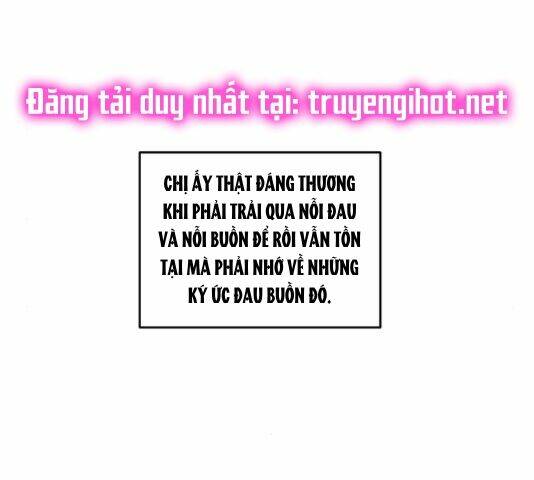 Đăng tải duy nhất tại: truyengihot.net
CHỊ ẤY THẬT ĐÁNG THƯƠNG
KHI PHẢI TRẢI QUA NỖI ĐAU
VÀ NỖI BUỒN ĐỂ RỒI VẪN TỒN
TẠI MÀ PHẢI NHỚ VỀ NHỮNG
KÝ ỨC ĐAU BUỒN ĐÓ.